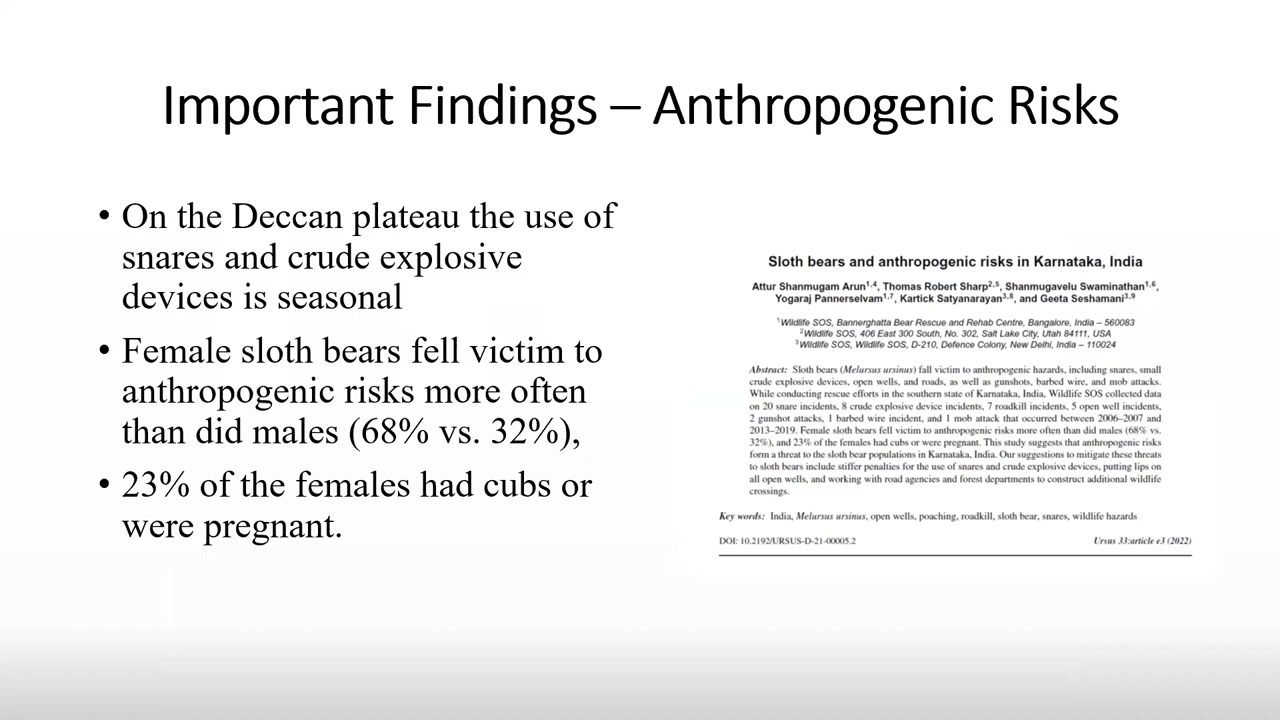 Important Findings – Anthropogenic Risks
• On the Deccan plateau the use of
snares and crude explosive
devices is seasonal
• Female sloth bears fell victim to
anthropogenic risks more often
than did males (68% vs. 32%),
• 23% of the females had cubs or
were pregnant.
Sloth bears and anthropogenic risks in Karnataka, India
Attur Shanmugam Arun1,4, Thomas Robert Sharp2,5, Shanmugavelu Swaminathan1,6,
Yogaraj Pannerselvam1,7, Kartick Satyanarayan3,8, and Geeta Seshamani3,9
1Wildlife SOS, Bannerghatta Bear Rescue and Rehab Centre, Bangalore, India – 560083
2Wildlife SOS, 406 East 300 South, No. 302, Salt Lake City, Utah 84111, USA
3Wildlife SOS, Wildlife SOS, D-210, Defence Colony, New Delhi, India – 110024
Abstract: Sloth bears (Melursus ursinus) fall victim to anthropogenic hazards, including snares, small
crude explosive devices, open wells, and roads, as well as gunshots, barbed wire, and mob attacks.
While conducting rescue efforts in the southern state of Karnataka, India, Wildlife SOS collected data
on 20 snare incidents, 8 crude explosive device incidents, 7 roadkill incidents, 5 open well incidents,
2 gunshot attacks, 1 barbed wire incident, and 1 mob attack that occurred between 2006–2007 and
2013–2019. Female sloth bears fell victim to anthropogenic risks more often than did males (68% vs.
32%), and 23% of the females had cubs or were pregnant. This study suggests that anthropogenic risks
form a threat to the sloth bear populations in Karnataka, India. Our suggestions to mitigate these threats
to sloth bears include stiffer penalties for the use of snares and crude explosive devices, putting lips on
all open wells, and working with road agencies and forest departments to construct additional wildlife
crossings.
Key words: India, Melursus ursinus, open wells, poaching, roadkill, sloth bear, snares, wildlife hazards
DOI: 10.2192/URSUS-D-21-00005.2 Ursus 33:article e3 (2022)